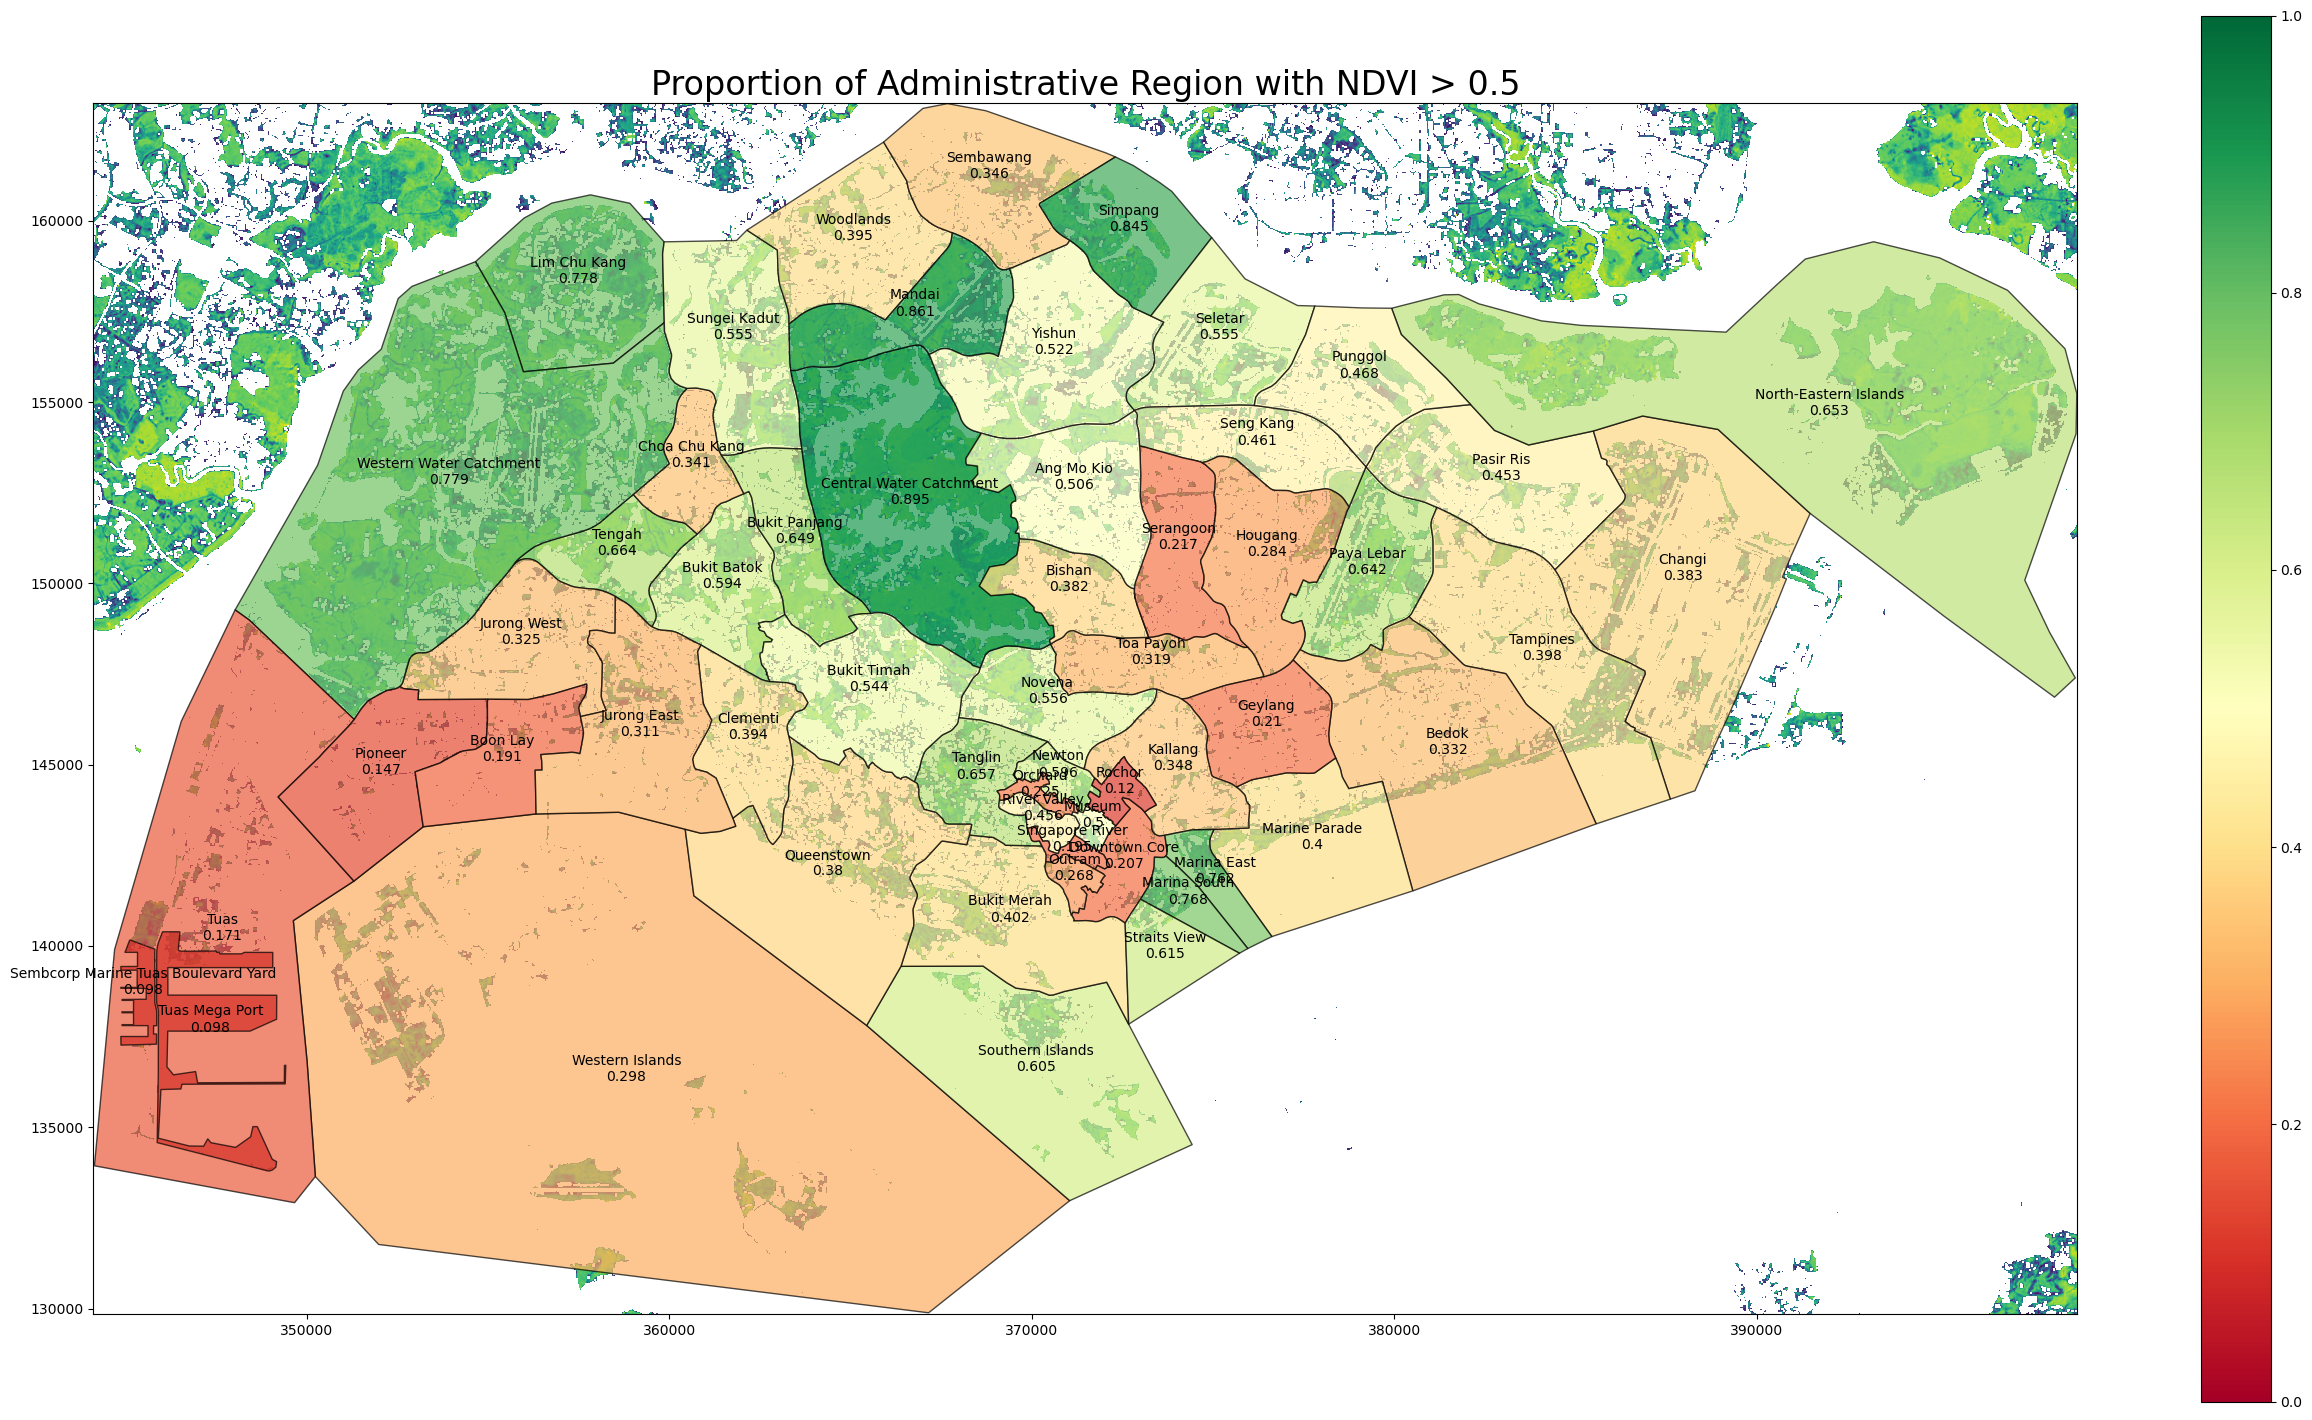 Proportion of Administrative Region with NDVI > 0.5
1.0
0.8
0.6
0.4
0.2
0.0
160000
155000
150000
145000
140000
135000
130000
350000
360000
370000
380000
390000
Sembawang
0.346
Simpang
0.845
Woodlands
0.395
Lim Chu Kang
0.778
Mandai
0.861
Sungei Kadut
0.555
Yishun
0.522
Seletar
0.555
Punggol
0.468
North-Eastern Islands
0.653
Seng Kang
0.461
Choa Chu Kang
0.341
Western Water Catchment
0.779
Pasir Ris
0.453
Ang Mo Kio
0.506
Central Water Catchment
0.895
Bukit Panjang
0.649
Serangoon
0.217
Hougang
0.284
Tengah
0.664
Paya Lebar
0.642
Changi
0.383
Bukit Batok
0.594
Bishan
0.382
Jurong West
0.325
Toa Payoh
0.319
Tampines
0.398
Bukit Timah
0.544
Novena
0.556
Geylang
0.21
Jurong East
0.311
Clementi
0.394
Bedok
0.332
Boon Lay
0.191
Pioneer
0.147
Kallang
0.348
Tanglin
0.657
Newton
0.596
Orchard
0.225
Rochor
0.12
River Valley
0.456
Museum
0.5
Singapore River
0.195
Marine Parade
0.4
Downtown Core
0.207
Outram
0.268
Queenstown
0.38
Marina East
0.762
Marina South
0.768
Bukit Merah
0.402
Straits View
0.615
Tuas
0.171
Sembcorp Marine Tuas Boulevard Yard
0.098
Tuas Mega Port
0.098
Western Islands
0.298
Southern Islands
0.605